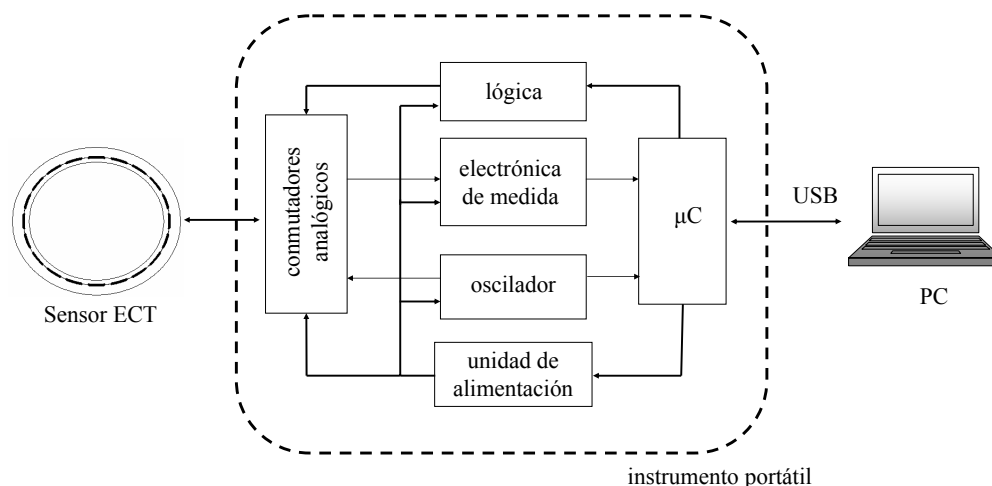 lógica
conmutadores
analógicos
electrónica
de medida
μC
USB
oscilador
PC
Sensor ECT
unidad de
alimentación
instrumento portátil